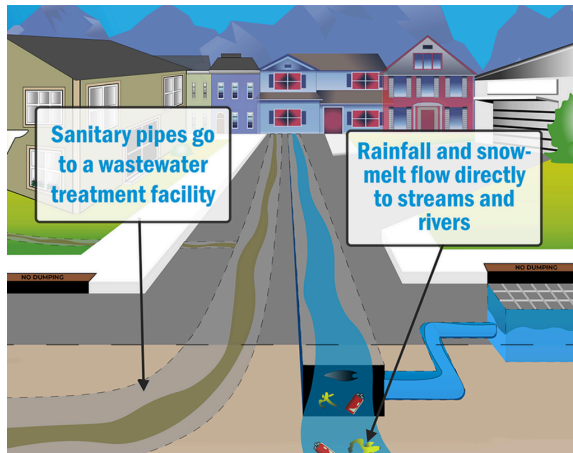 Sanitary pipes go
to a wastewater
treatment facility
Rainfall and snow-
melt flow directly
to streams and
rivers
NO DUMPING
NO DUMPING